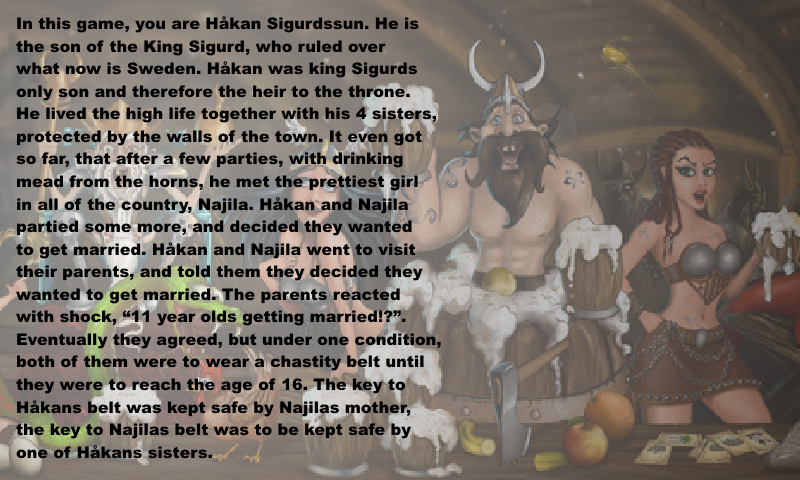 In this game, you are Håkan Sigurdssun. He is
the son of the King Sigurd, who ruled over
what now is Sweden. Håkan was king Sigurds
only son and therefore the heir to the throne.
He lived the high life together with his 4 sisters,
protected by the walls of the town. It even got
so far, that after a few parties, with drinking
mead from the horns, he met the prettiest girl
in all of the country, Najila. Håkan and Najila
partied some more, and decided they wanted
to get married. Håkan and Najila went to visit
their parents, and told them they decided they
wanted to get married. The parents reacted
with shock, “11 year olds getting married!?”.
Eventually they agreed, but under one condition,
both of them were to wear a chastity belt until
they were to reach the age of 16. The key to
Håkans belt was kept safe by Najilas mother,
the key to Najilas belt was to be kept safe by
one of Håkans sisters.